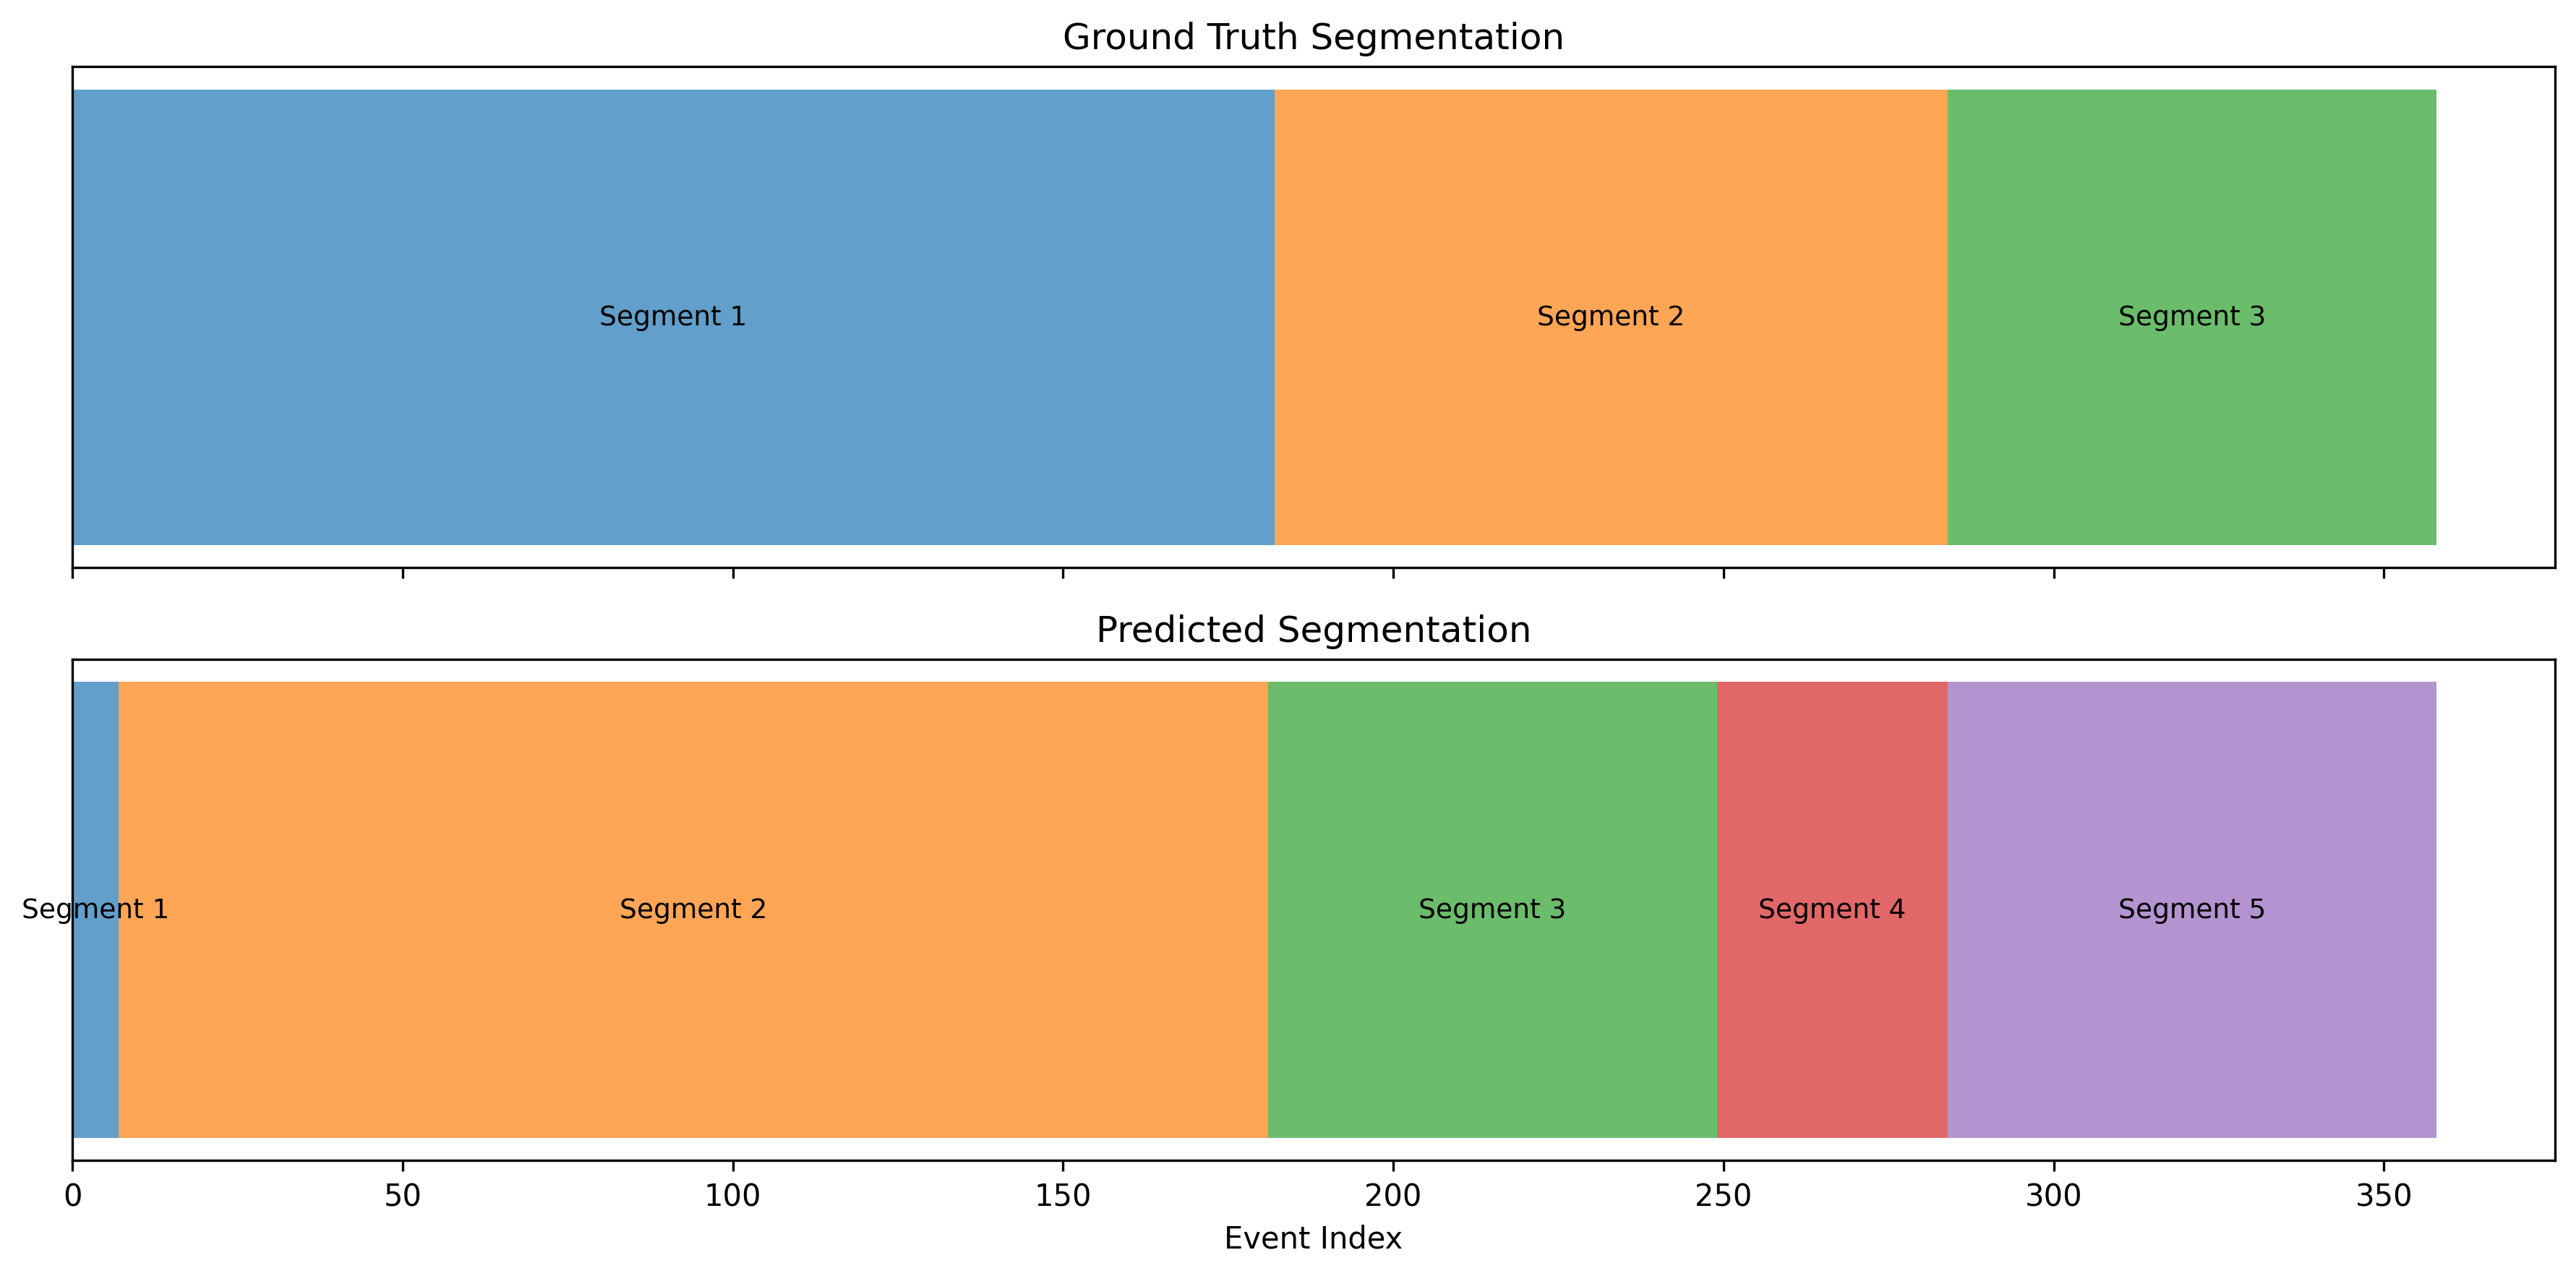 Ground Truth Segmentation
Segment 1 Segment 2 Segment 3
Predicted Segmentation
Segment 1 Segment 2 Segment 3 Segment 4 Segment 5
0 50 100 150 200 250 300 350
Event Index